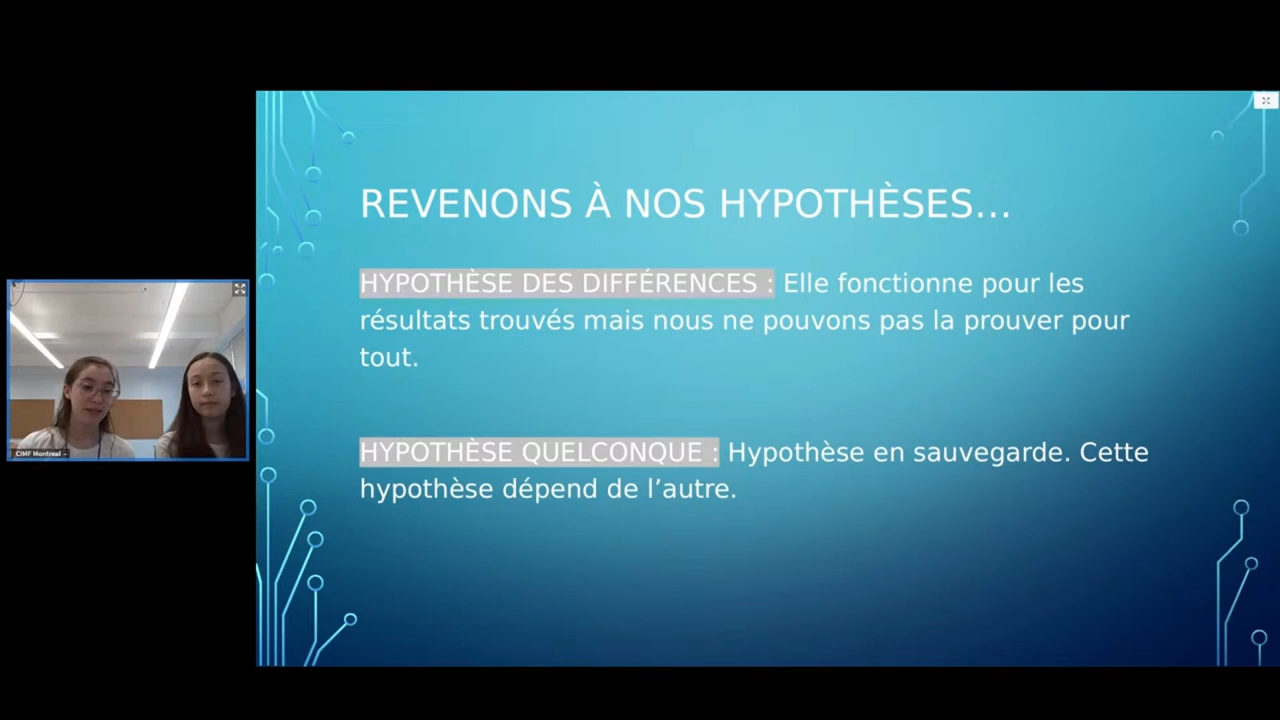 REVENONS À NOS HYPOTHÈSES...
HYPOTHÈSE DES DIFFÉRENCES : Elle fonctionne pour les
résultats trouvés mais nous ne pouvons pas la prouver pour
tout.
HYPOTHÈSE QUELCONQUE : Hypothèse en sauvegarde. Cette
hypothèse dépend de l’autre.
CIMF Montreal -